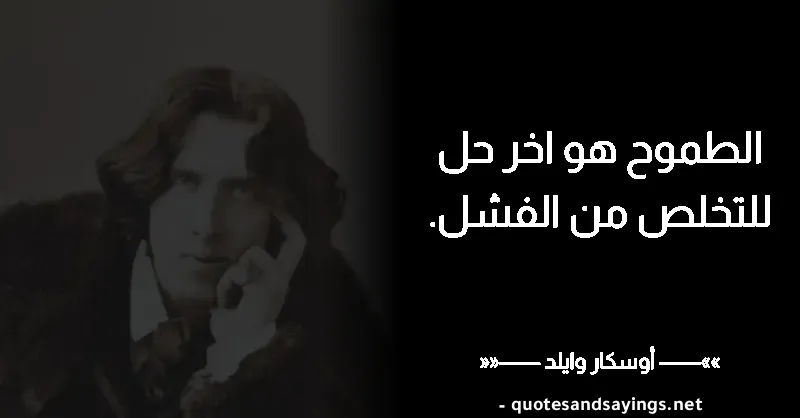 الطموح هو اخر حل
للتخلص من الفشل.
»»—— أوسكار وايلد ——««
- quotesandsayings.net